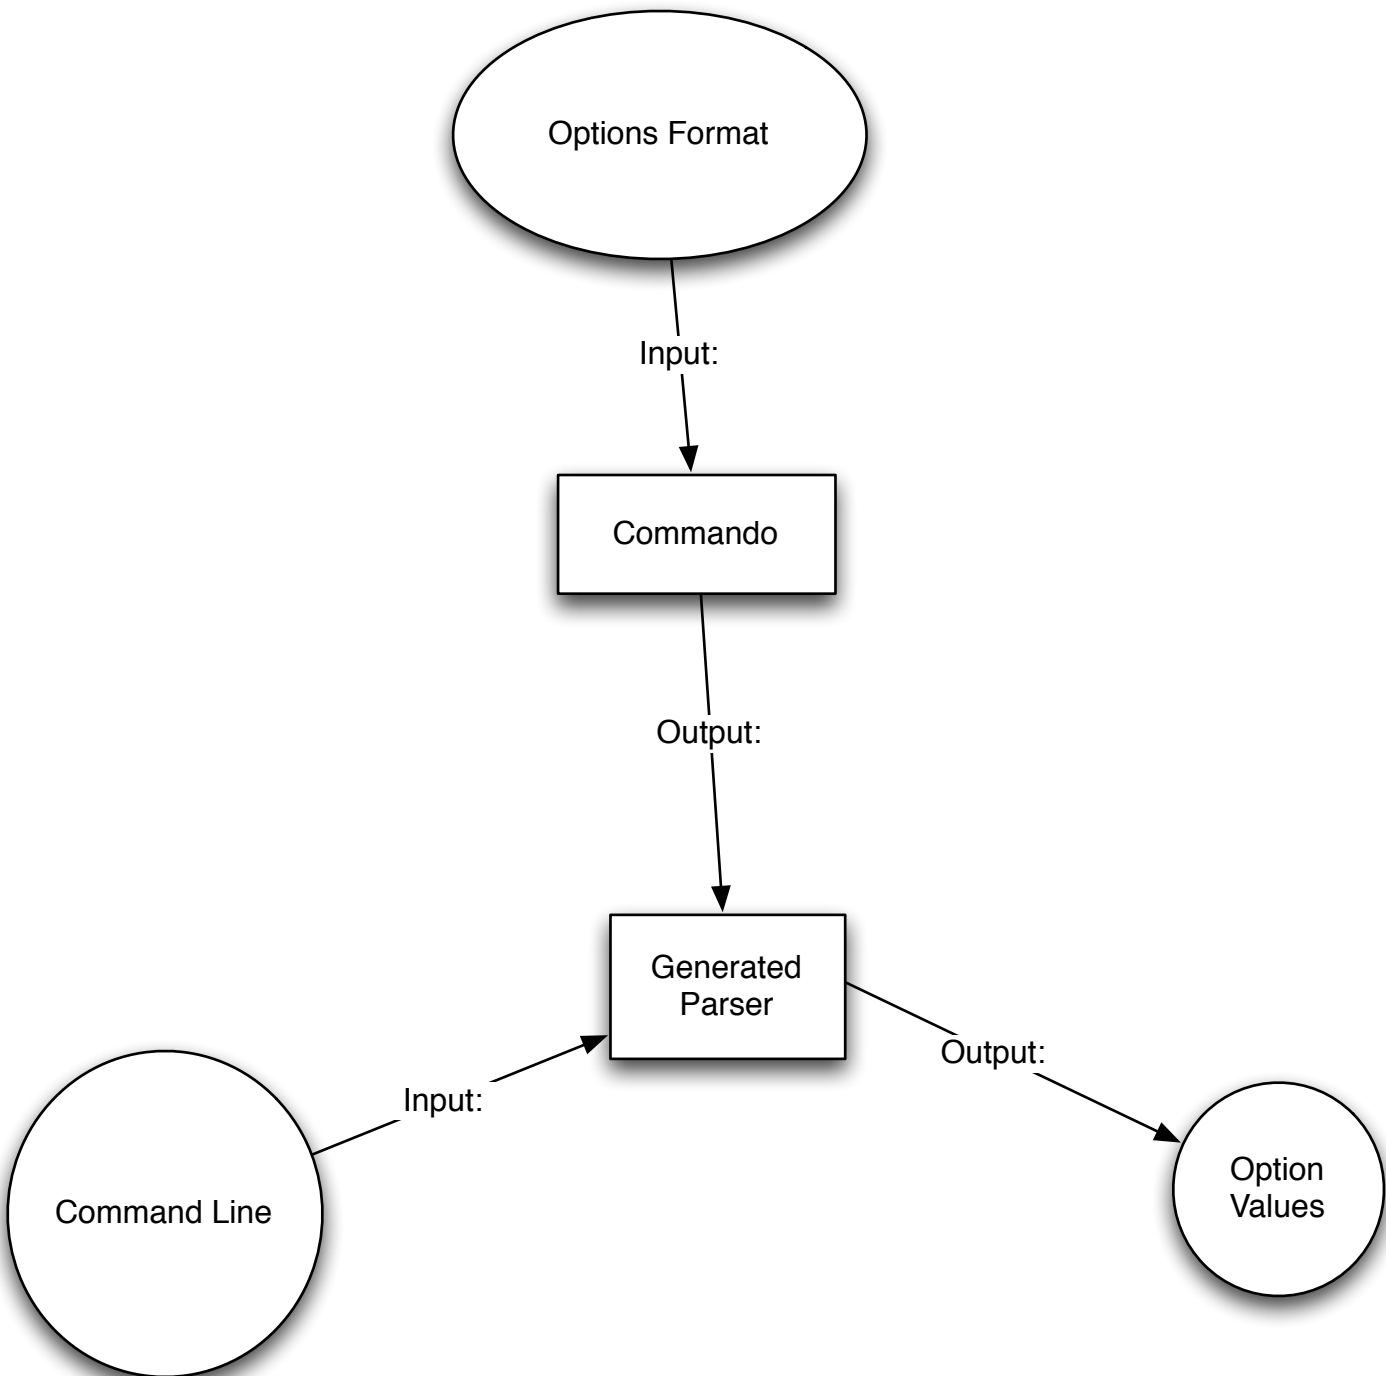 Options Format
Input:
Commando
Output:
Generated
Parser
Output:
Input:
Option
Values
Command Line